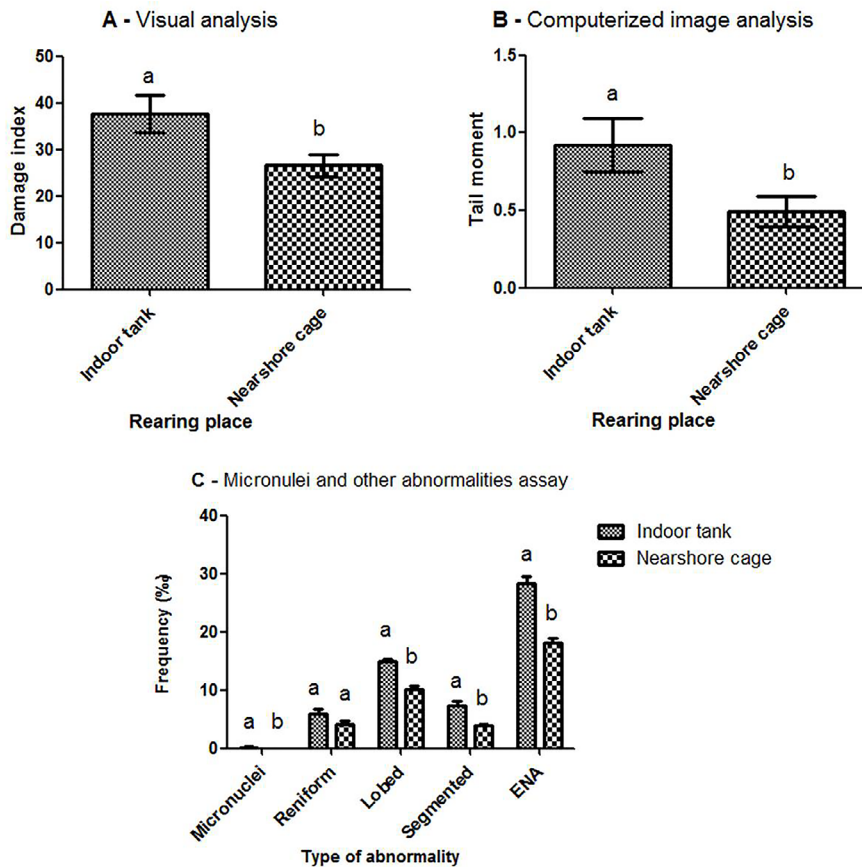 A - Visual analysis
50
40
30
20
10
0
Damage index
a
b
Indoor tank
Nearshore cage
Rearing place
B - Computerized image analysis
1.5
1.0
0.5
0.0
Tail moment
a
b
Indoor tank
Nearshore cage
Rearing place
C - Micronulei and other abnormalities assay
40
30
20
10
0
Frequency (‰)
a b
a a
a b
a b
a b
Indoor tank
Nearshore cage
Micronuclei
Reniform
Lobed
Segmented
ENA
Type of abnormality